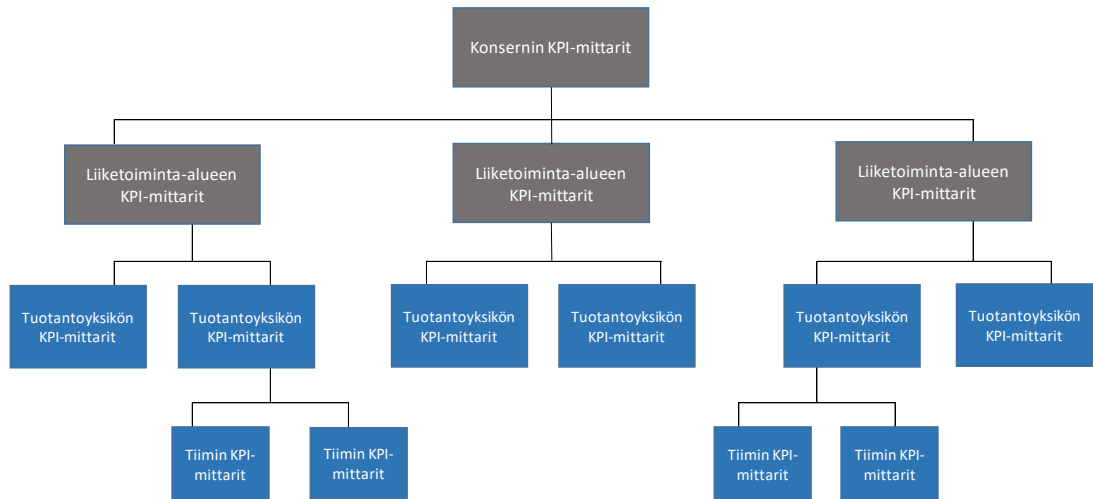 Konsernin KPI-mittarit
Liiketoiminta-alueen
KPI-mittarit
Liiketoiminta-alueen
KPI-mittarit
Liiketoiminta-alueen
KPI-mittarit
Tuotantoyksikön
KPI-mittarit
Tuotantoyksikön
KPI-mittarit
Tuotantoyksikön
KPI-mittarit
Tuotantoyksikön
KPI-mittarit
Tuotantoyksikön
KPI-mittarit
Tuotantoyksikön
KPI-mittarit
Tiimin KPI-
mittarit
Tiimin KPI-
mittarit
Tiimin KPI-
mittarit
Tiimin KPI-
mittarit